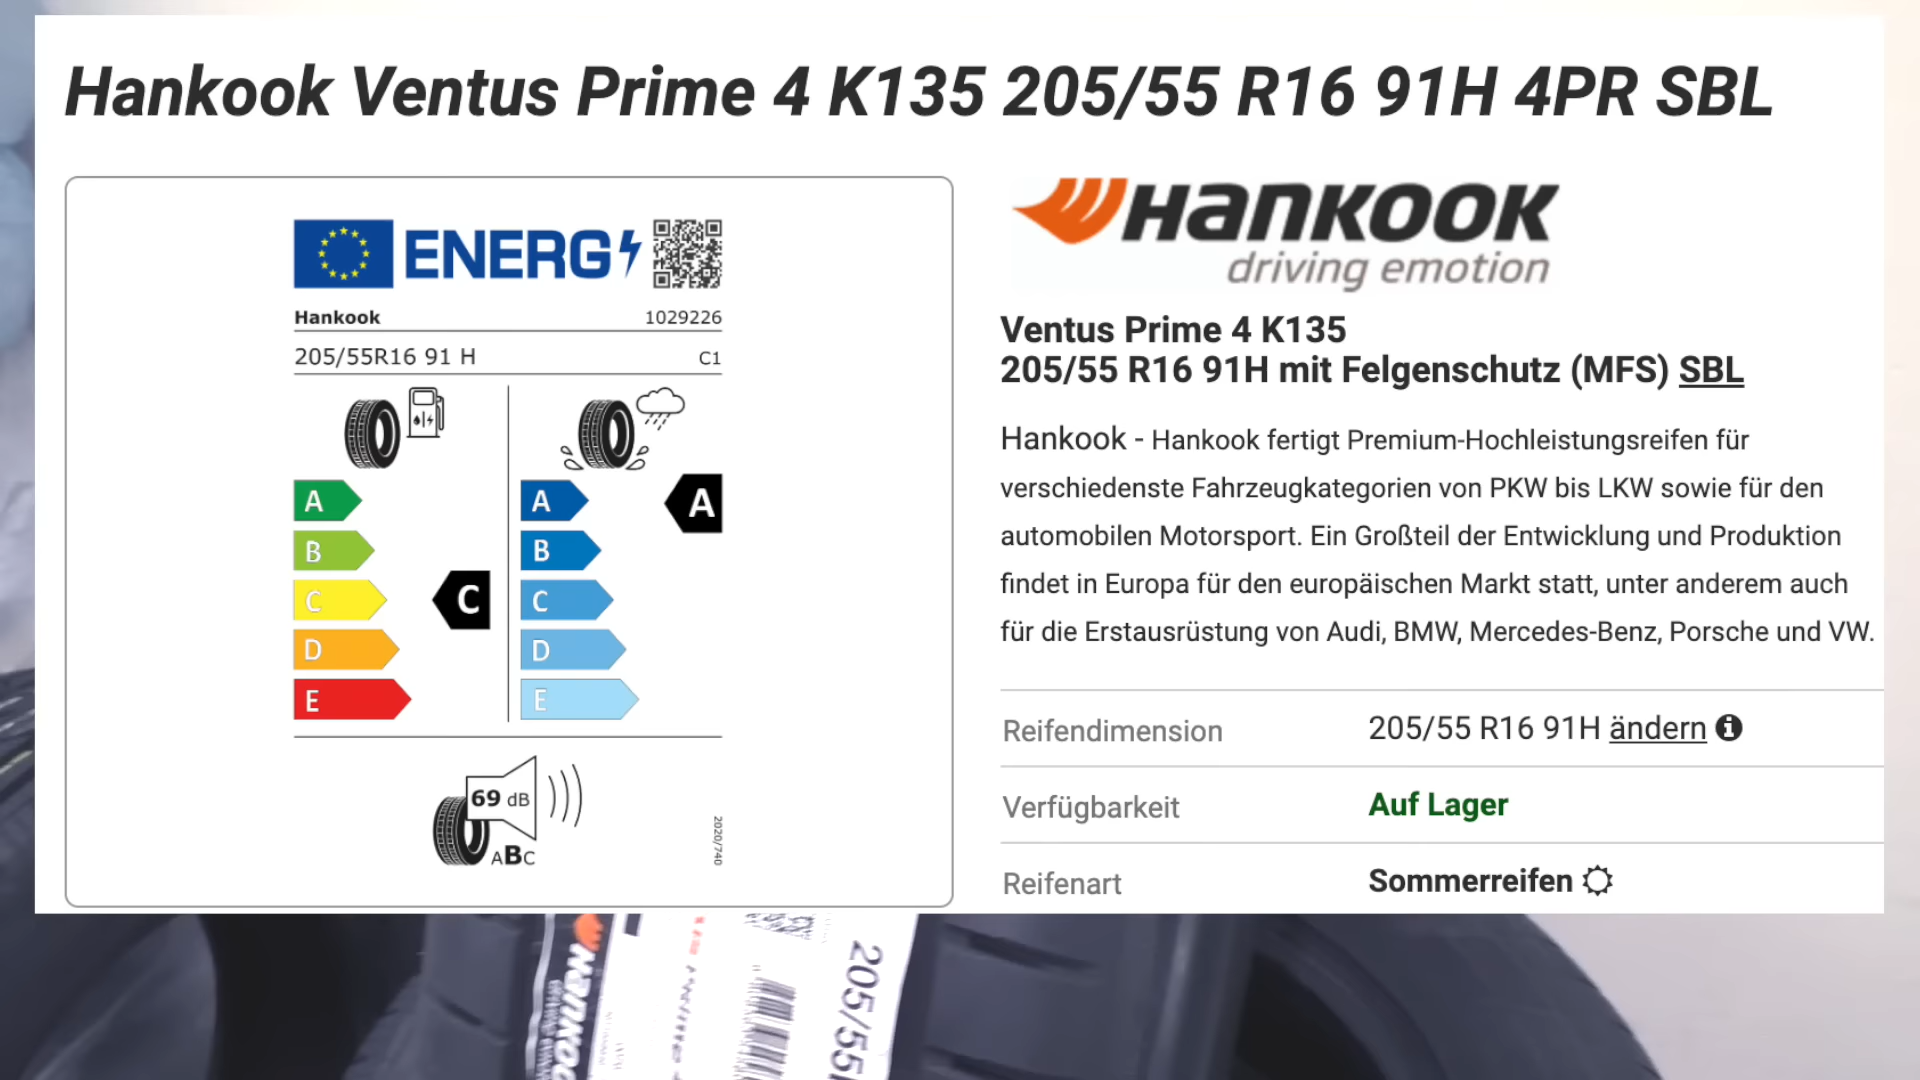 Hankook Ventus Prime 4 K135 205/55 R16 91H 4PR SBL
ENERG
Hankook 1029226
205/55R16 91 H C1
A
B
C
D
E
C
A
B
C
D
E
A
69 dB
ABC
2020/740
HANKOOK
driving emotion
Ventus Prime 4 K135
205/55 R16 91H mit Felgenschutz (MFS) SBL
Hankook - Hankook fertigt Premium-Hochleistungsreifen für
verschiedenste Fahrzeugkategorien von PKW bis LKW sowie für den
automobilen Motorsport. Ein Großteil der Entwicklung und Produktion
findet in Europa für den europäischen Markt statt, unter anderem auch
für die Erstausrüstung von Audi, BMW, Mercedes-Benz, Porsche und VW.
Reifendimension 205/55 R16 91H ändern
Verfügbarkeit Auf Lager
Reifenart Sommerreifen
205/55